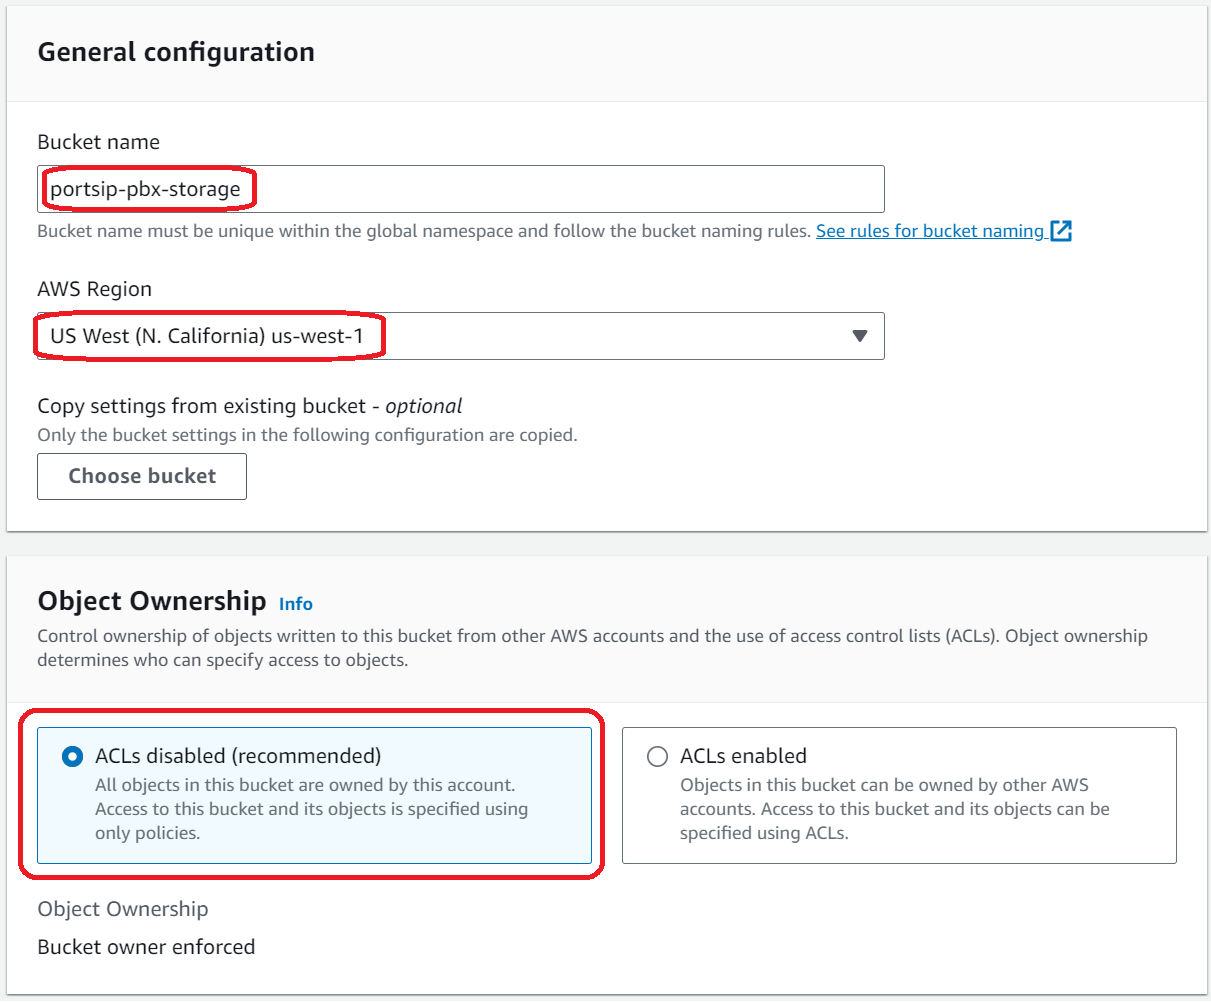 General configuration
Bucket name
portsip-pbx-storage
Bucket name must be unique within the global namespace and follow the bucket naming rules. See rules for bucket naming
AWS Region
US West (N. California) us-west-1
Copy settings from existing bucket - optional
Only the bucket settings in the following configuration are copied.
Choose bucket
Object Ownership Info
Control ownership of objects written to this bucket from other AWS accounts and the use of access control lists (ACLs). Object ownership
determines who can specify access to objects.
ACLs disabled (recommended)
All objects in this bucket are owned by this account.
Access to this bucket and its objects is specified using
only policies.
ACLs enabled
Objects in this bucket can be owned by other AWS
accounts. Access to this bucket and its objects can be
specified using ACLs.
Object Ownership
Bucket owner enforced